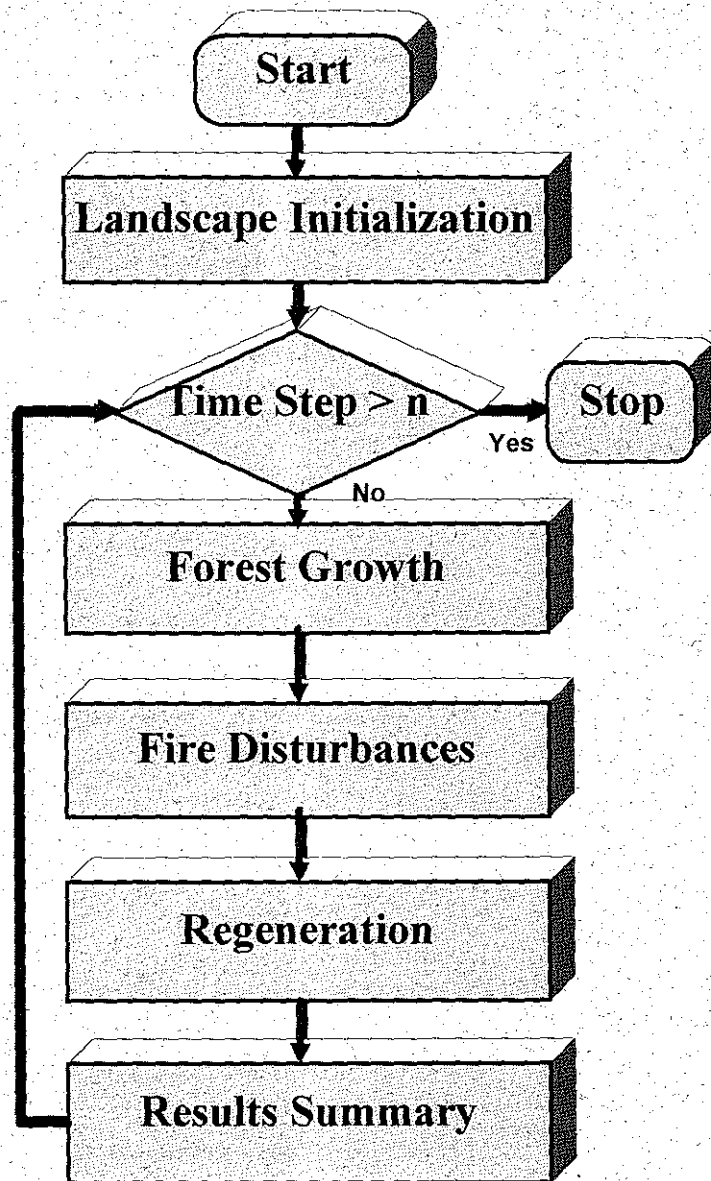 Start
Landscape Initialization
Time Step > n
Stop
Yes
No
Forest Growth
Fire Disturbances
Regeneration
Results Summary